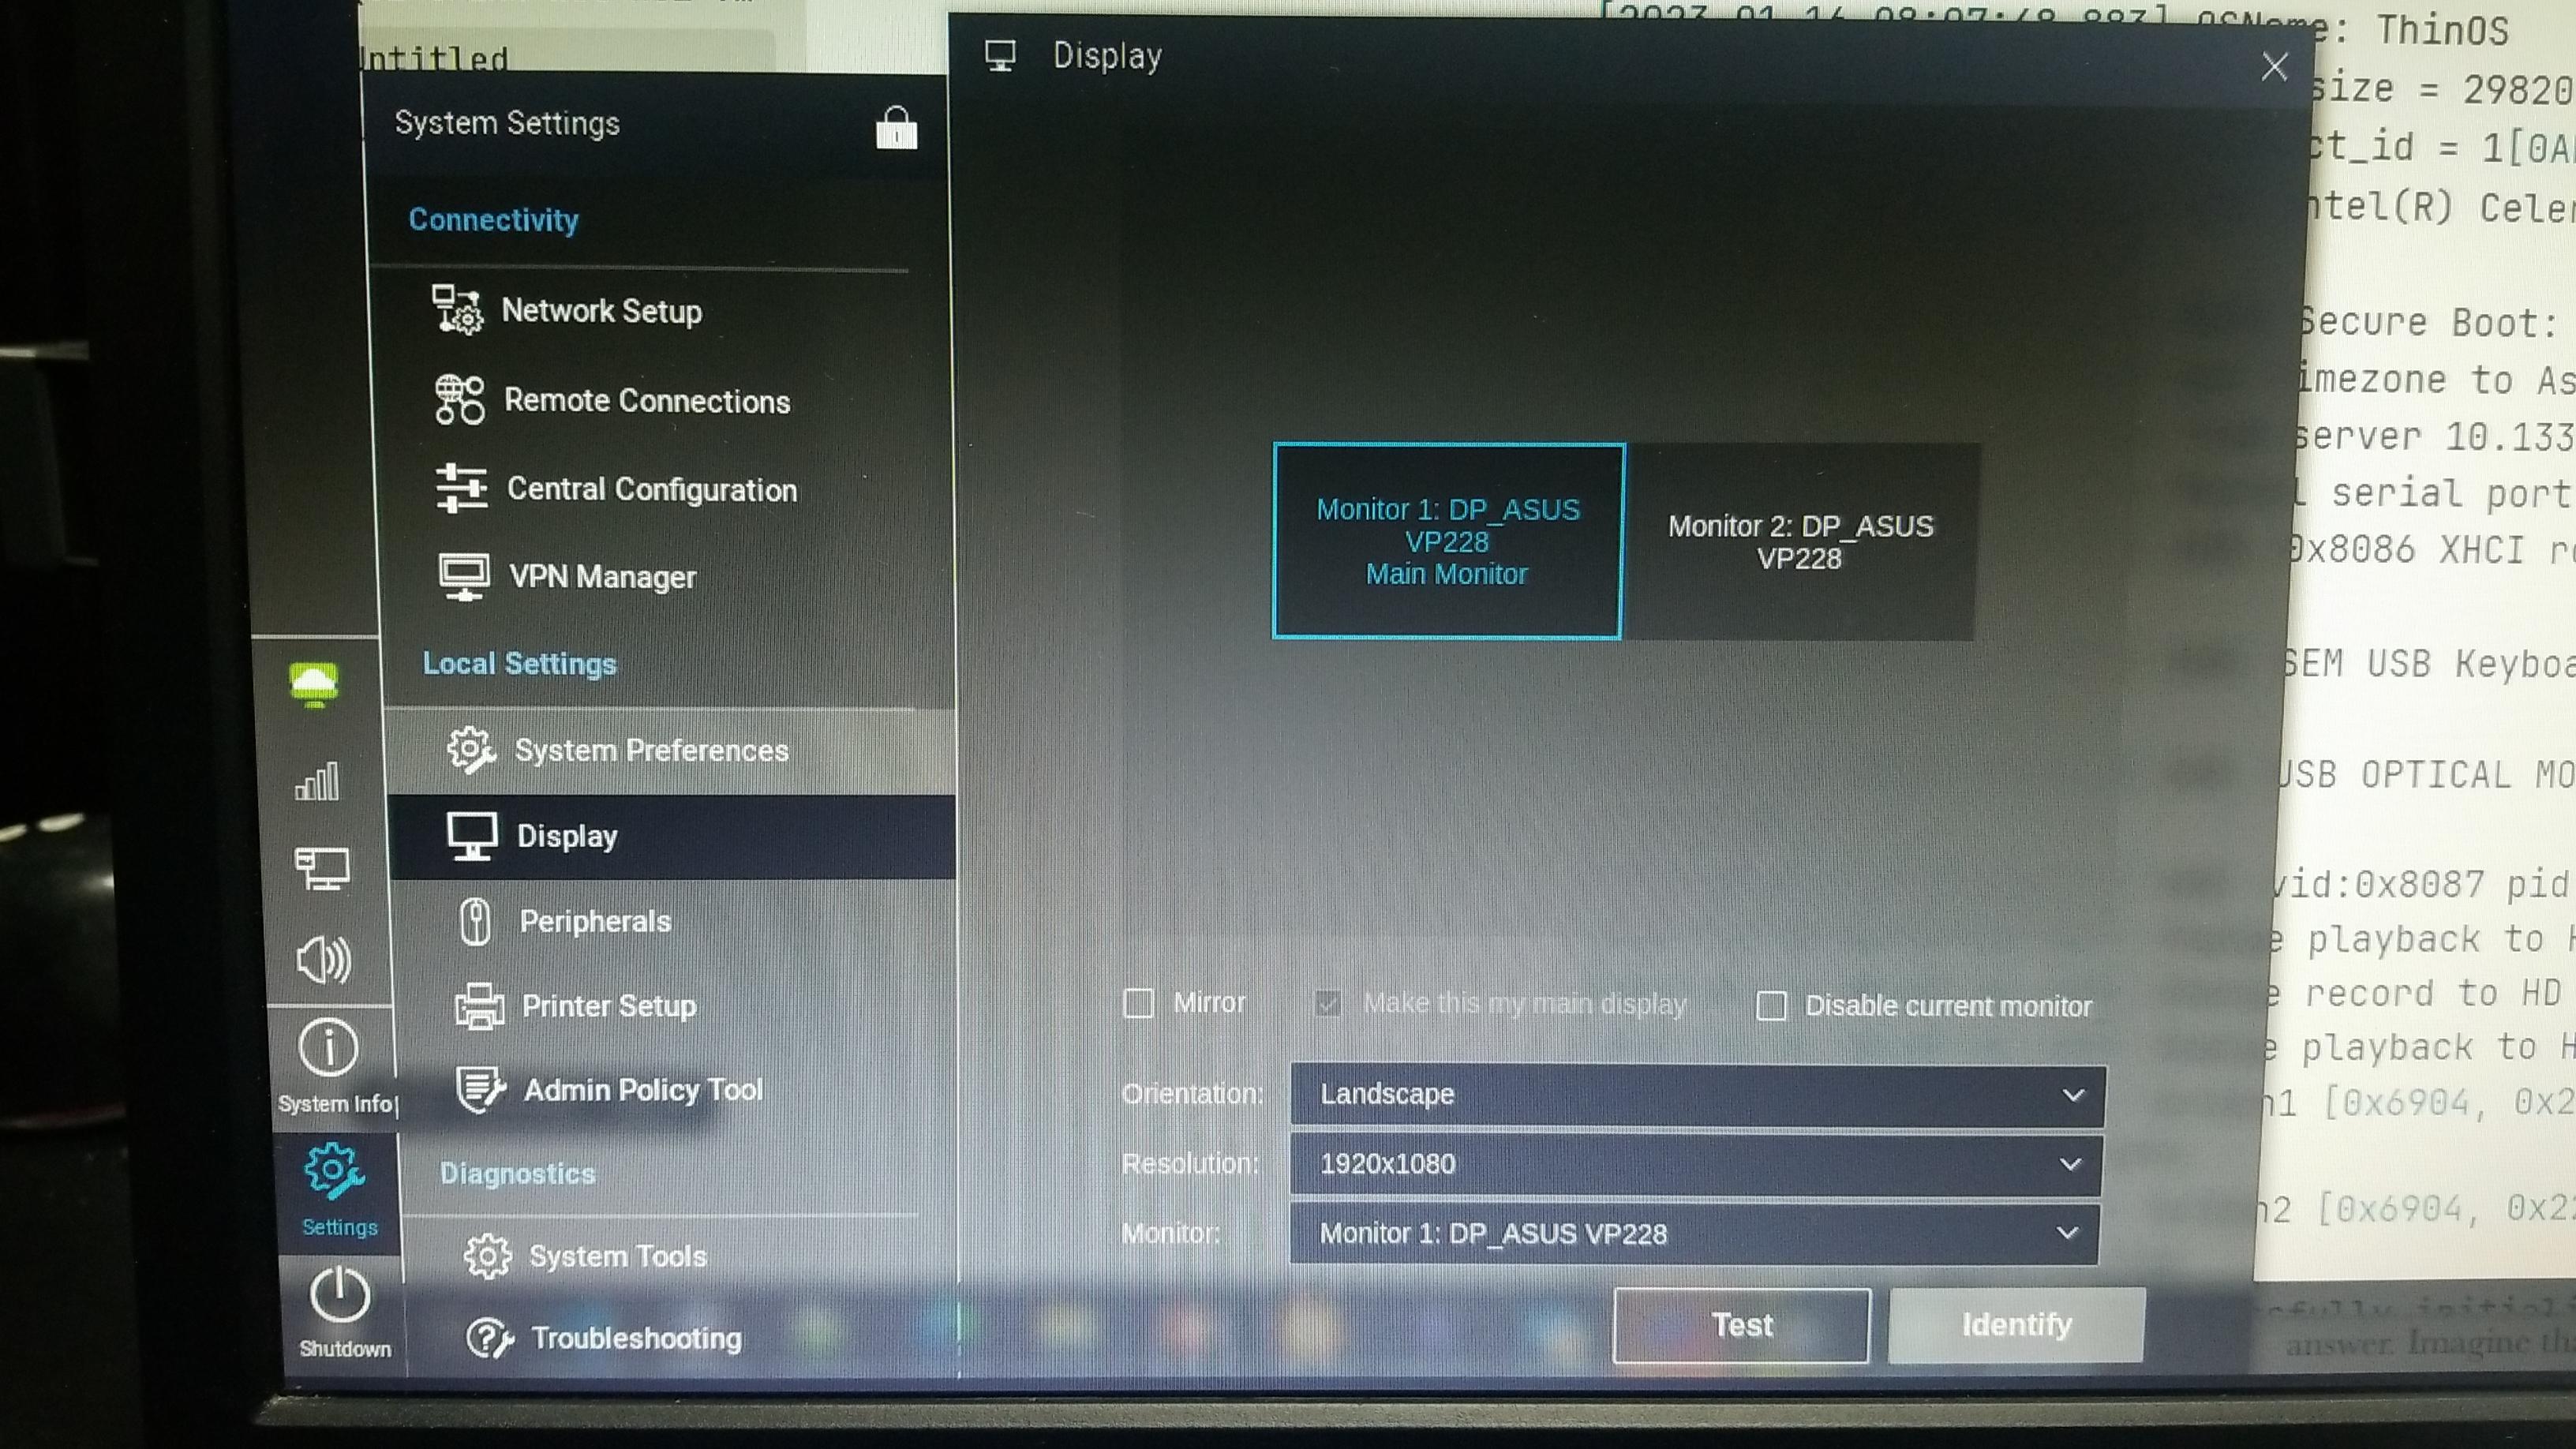 Untitled
System Settings
Connectivity
Network Setup
Remote Connections
Central Configuration
VPN Manager
Local Settings
System Preferences
Display
Peripherals
Printer Setup
Admin Policy Tool
Diagnostics
System Tools
Troubleshooting
System Info
Settings
Shutdown
Display
Monitor 1: DP_ASUS
VP228
Main Monitor
Monitor 2: DP_ASUS
VP228
Mirror
Make this my main display
Disable current monitor
Orientation:
Landscape
Resolution:
1920x1080
Monitor:
Monitor 1: DP_ASUS VP228
Test
Identify
: ThinOS
size = 29820
ct_id = 1[0A
ntel(R) Celer
Secure Boot:
imezone to As
server 10.133
l serial port
0x8086 XHCI
SEM USB Keyboa
USB OPTICAL MO
vid:0x8087 pid
e playback to H
e record to HD
e playback to H
n1 [0x6904, 0x2
n2 [0x6904, 0x22
answer. Imagine tha